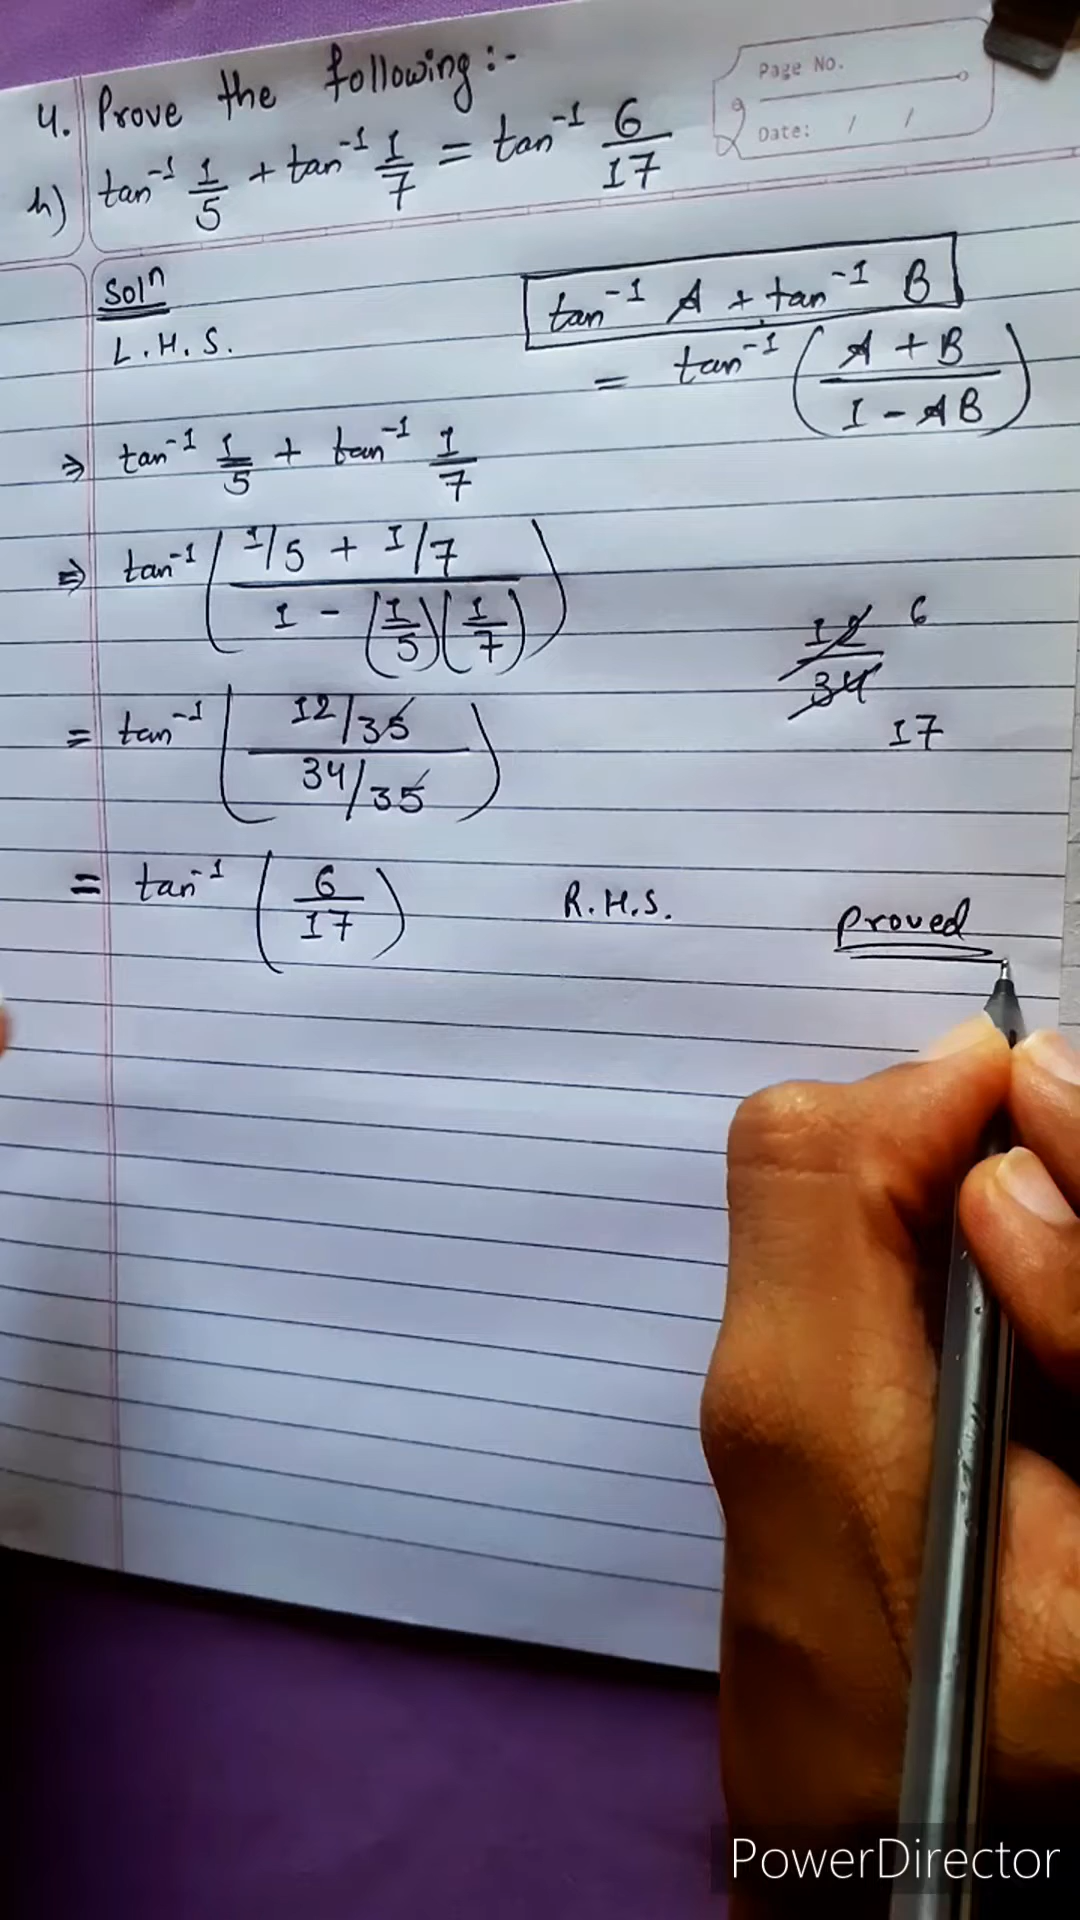 4. Prove the following :-
Page No.
Date: / /
h) tan⁻¹ 1/5 + tan⁻¹ 1/7 = tan⁻¹ 6/17
Solⁿ
L.H.S.
tan⁻¹ A + tan⁻¹ B
= tan⁻¹ ( A + B / 1 - AB )
⇒ tan⁻¹ 1/5 + tan⁻¹ 1/7
⇒ tan⁻¹ ( 1/5 + 1/7 / 1 - (1/5)(1/7) )
12/34 6
17
= tan⁻¹ ( 12/35 / 34/35 )
= tan⁻¹ ( 6/17 ) R.H.S. Proved
PowerDirector